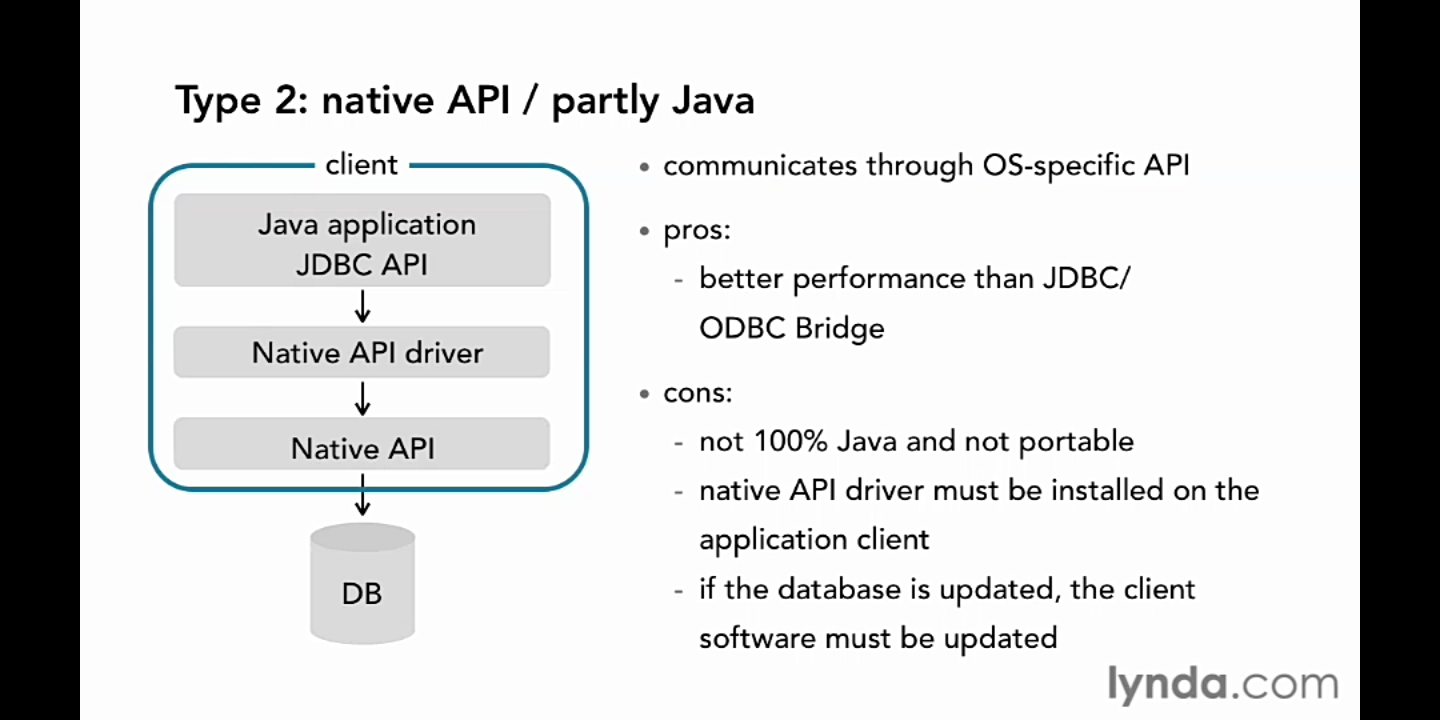 Type 2: native API / partly Java
client
Java application
JDBC API
Native API driver
Native API
DB
• communicates through OS-specific API
• pros:
- better performance than JDBC/
ODBC Bridge
• cons:
- not 100% Java and not portable
- native API driver must be installed on the
application client
- if the database is updated, the client
software must be updated
lynda.com